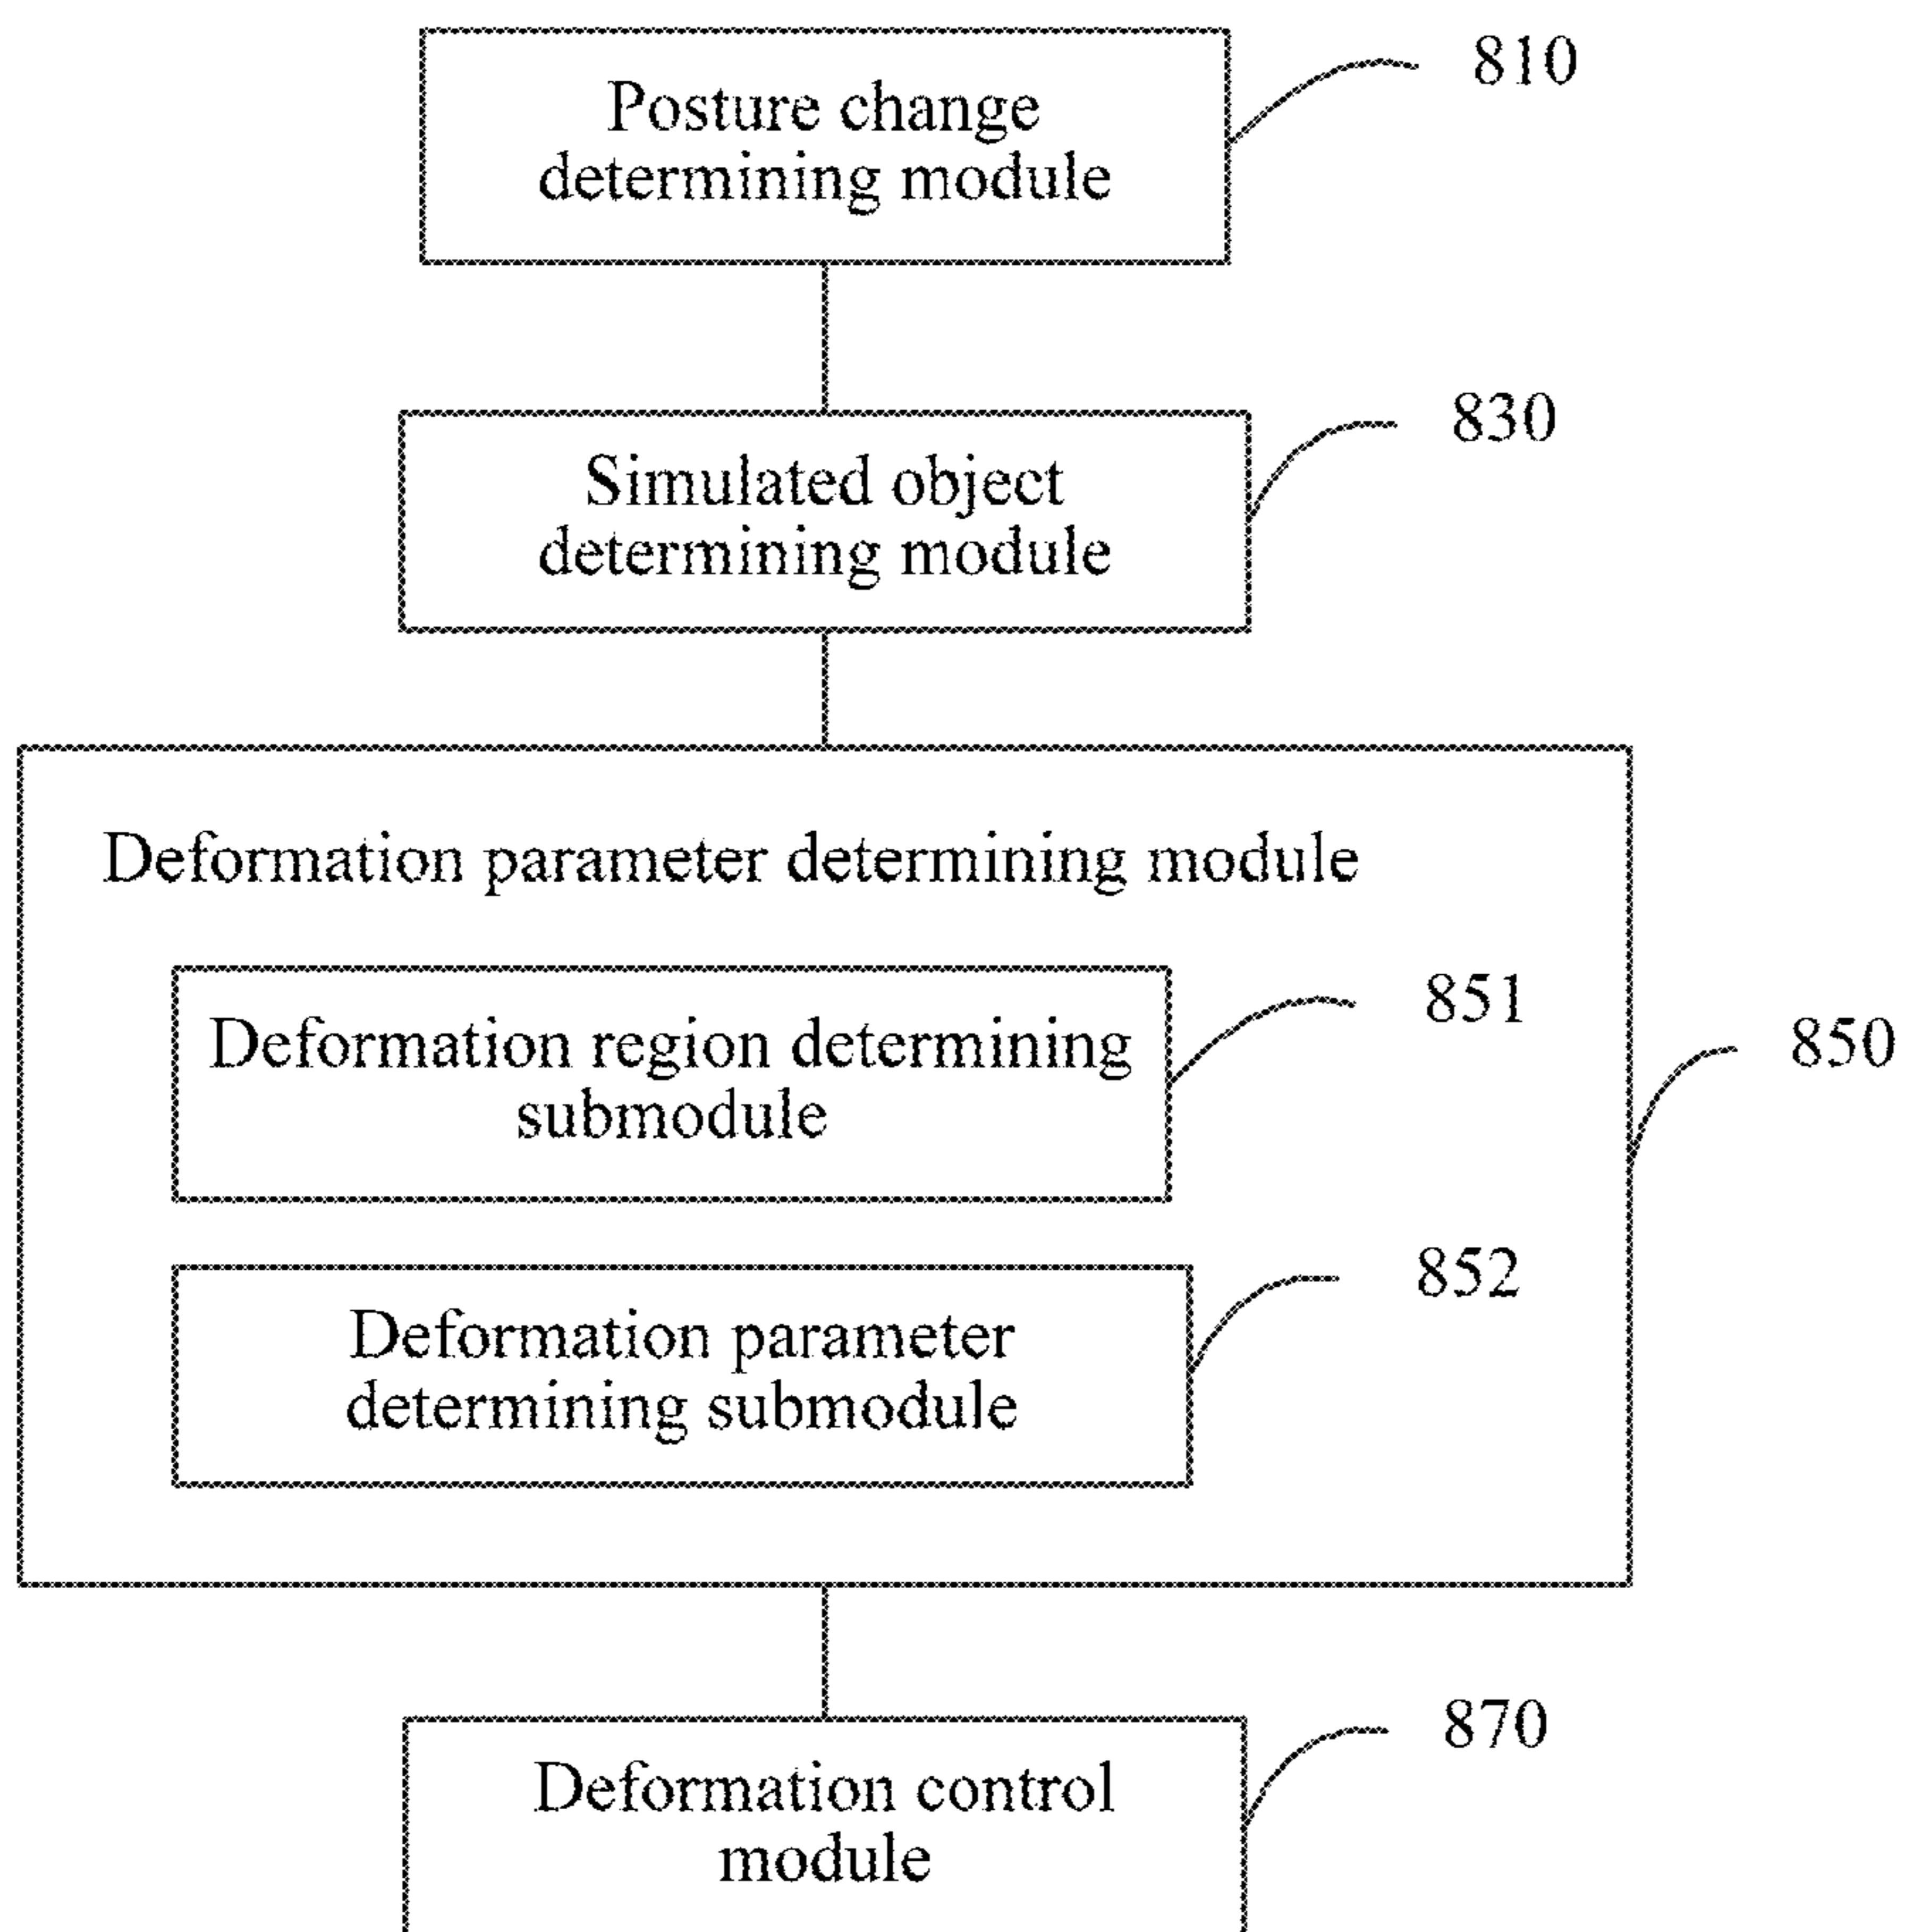 Posture change
determining module
810
Simulated object
determining module
830
Deformation parameter determining module
Deformation region determining
submodule
851
850
Deformation parameter
determining submodule
852
Deformation control
module
870